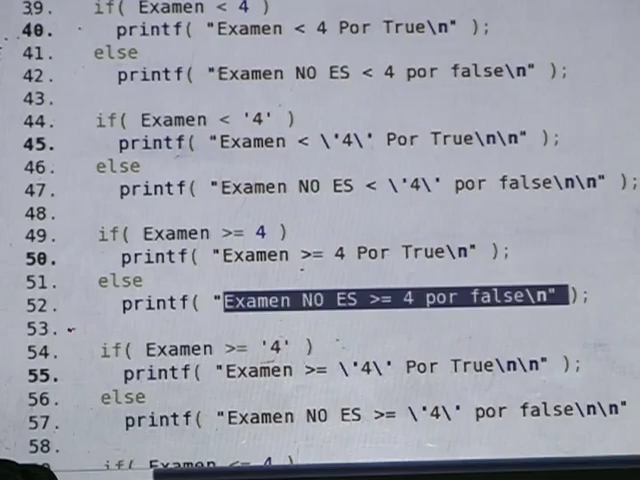 39. if( Examen < 4 )
40. printf( "Examen < 4 Por True\n" );
41. else
42. printf( "Examen NO ES < 4 por false\n" );
43.
44. if( Examen < '4' )
45. printf( "Examen < \'4\' Por True\n\n" );
46. else
47. printf( "Examen NO ES < \'4\' por false\n\n" );
48.
49. if( Examen >= 4 )
50. printf( "Examen >= 4 Por True\n" );
51. else
52. printf( "Examen NO ES >= 4 por false\n" );
53.
54. if( Examen >= '4' )
55. printf( "Examen >= \'4\' Por True\n\n" );
56. else
57. printf( "Examen NO ES >= \'4\' por false\n\n"
58.
if( Examen <= 4 )